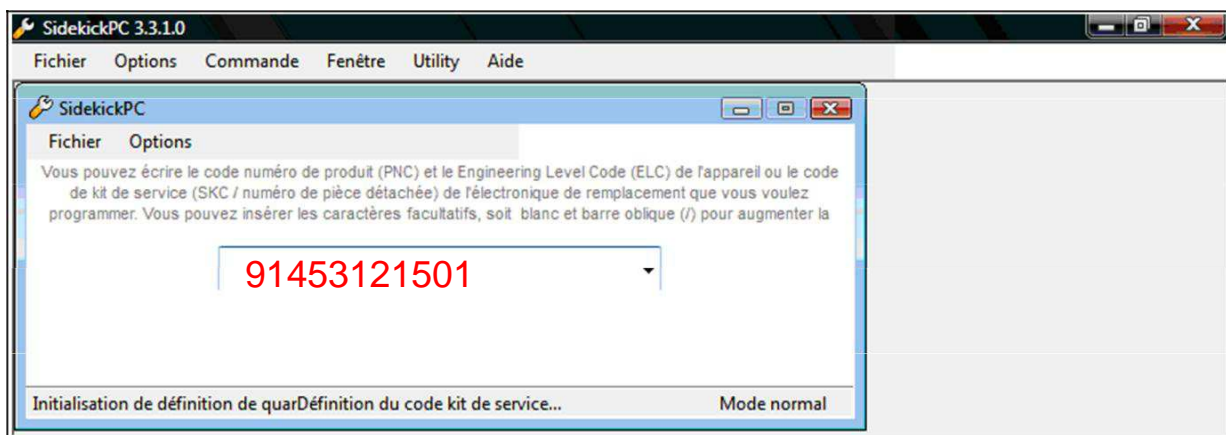 SidekickPC 3.3.1.0
Fichier Options Commande Fenêtre Utility Aide
SidekickPC
Fichier Options
Vous pouvez écrire le code numéro de produit (PNC) et le Engineering Level Code (ELC) de l'appareil ou le code
de kit de service (SKC / numéro de pièce détachée) de l'électronique de remplacement que vous voulez
programmer. Vous pouvez insérer les caractères facultatifs, soit blanc et barre oblique (/) pour augmenter la
91453121501
Initialisation de définition de quarDéfinition du code kit de service... Mode normal